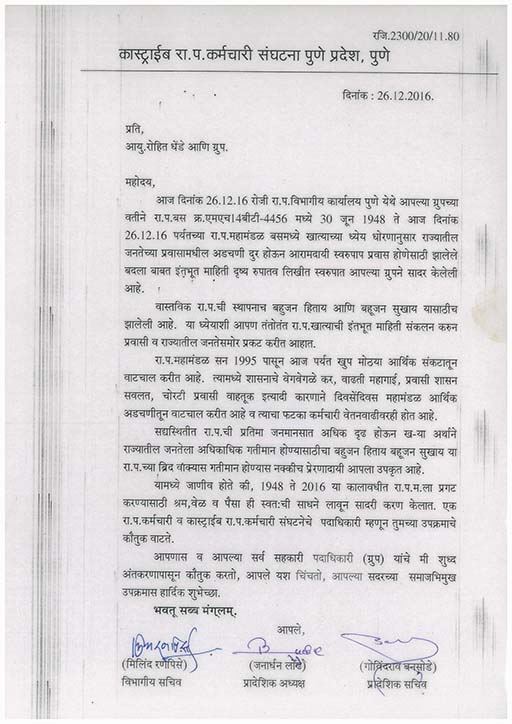 रजि.2300/20/11.80
कास्ट्राईब रा.प.कर्मचारी संघटना पुणे प्रदेश, पुणे
दिनांक : 26.12.2016.
प्रति,
आयु.रोहित धेंडे आणि ग्रुप.
महोदय,
आज दिनांक 26.12.16 रोजी रा.प.विभागीय कार्यालय पुणे येथे आपल्या ग्रुपच्या
वतीने रा.प.बस क्र.एमएच14बीटी-4456 मध्ये 30 जुन 1948 ते आज दिनांक
26.12.16 पर्यतच्या रा.प.महामंडळ बसमध्ये खात्याच्या ध्येय धोरणानुसार राज्यातील
जनतेच्या प्रवासामधील अडचणी दुर होऊन आरामदायी स्वरुपाप प्रवास होणेसाठी झालेले
बदला बाबत इंतृभूत माहिती दृष्य रुपातव लिखीत स्वरुपात आपल्या ग्रुपने सादर केलेली
आहे.
वास्तविक रा.प.ची स्थापनाच बहुजन हिताय आणि बहूजन सुखाय यासाठीच
झालेली आहे. या ध्येयाशी आपण तंतोतंत रा.प.खात्याची इंतभूत माहिती संकलन करुन
प्रवासी व राज्यातील जनतेसमोर प्रकट करीत आहात.
रा.प.महामंडळ सन 1995 पासून आज पर्यत खुप मोठया आर्थिक संकटातून
वाटचाल करीत आहे. त्यामध्ये शासनाचे वेगवेगळे कर, वाढती महागाई, प्रवासी शासन
सवलत, चोरटी प्रवासी वाहतूक इत्यादी कारणाने दिवसेंदिवस महामंडळ आर्थिक
अडचणीतून वाटचाल करीत आहे व त्याचा फटका कर्मचारी वेतनवाढीवरही होत आहे.
सद्यस्थितीत रा.प.ची प्रतिमा जनमानसात अधिक दृढ होऊन ख-या अर्थाने
राज्यातील जनतेला अधिकाधिक गतीमान होण्यासाठीचा बहुजन हिताय बहूजन सुखाय या
रा.प.च्या ब्रिद वाक्यास गतीमान होण्यास नक्कीच प्रेरणादायी आपला उपकृत आहे.
यामध्ये जाणीव होते की, 1948 ते 2016 या कालावधीत रा.प.म.ला प्रगट
करण्यासाठी श्रम,वेळ व पैसा ही स्वत:ची साधने लावून सादरी करण केलात. एक
रा.प.कर्मचारी व कास्ट्राईब रा.प.कर्मचारी संघटनेचे पदाधिकारी म्हणून तुमच्या उपक्रमाचे
कौतुक वाटते.
आपणास व आपल्या सर्व सहकारी पदाधिकारी (ग्रुप) यांचे मी शुध्द
अंतकरणापासून कौतुक करतो, आपले यश चिंचतो, आपल्या सदरच्या समाजभिमुख
उपक्रमास हार्दिक शुभेच्छा.
भवतू सब्ब मंग्लम्.
आपले,
(मिलिंद रणपिसे) (जनार्धन लोंढे) (गोविंदराव बनसोडे)
विभागीय सचिव प्रादेशिक अध्यक्ष प्रादेशिक सचिव